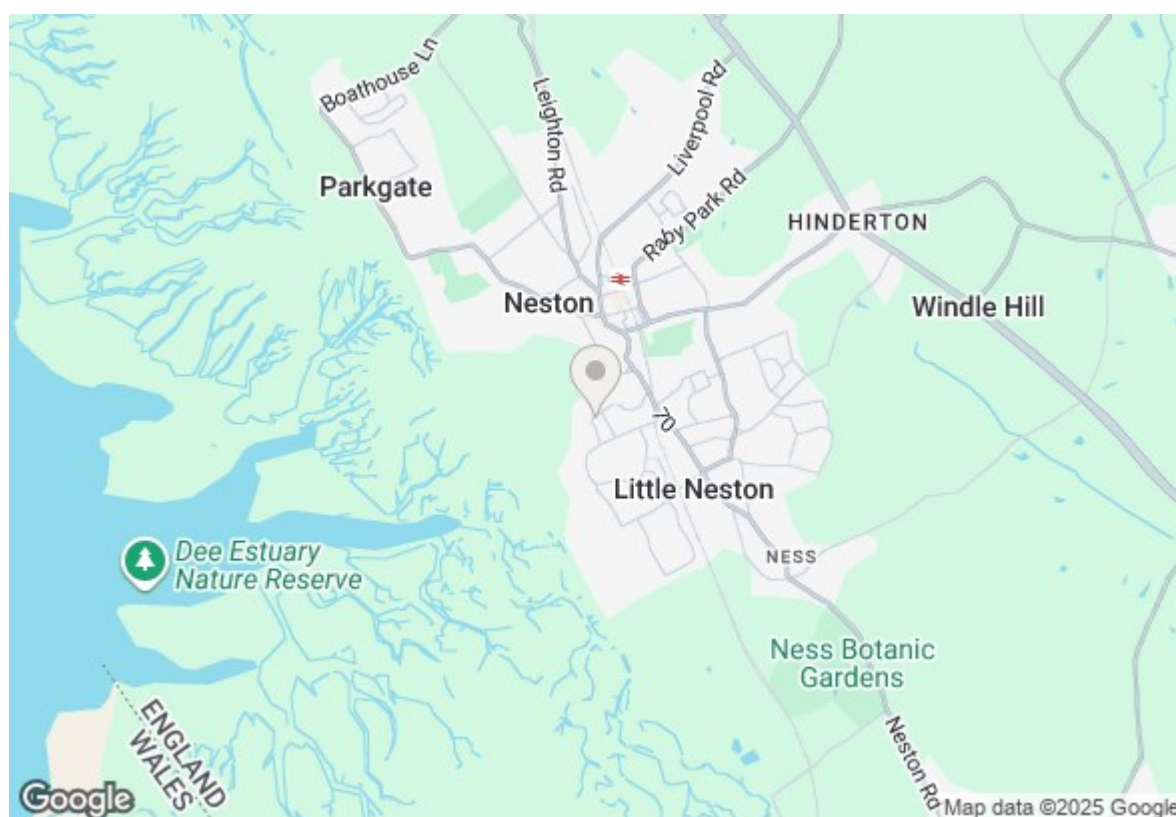 Boathouse Ln
Leighton Rd
Liverpool Rd
Parkgate
Raby Park Rd
HINDERTON
Neston
Windle Hill
70
Little Neston
Dee Estuary
Nature Reserve
NESS
Ness Botanic
Gardens
ENGLAND
WALES
Neston Rd
Google
Map data ©2025 Google